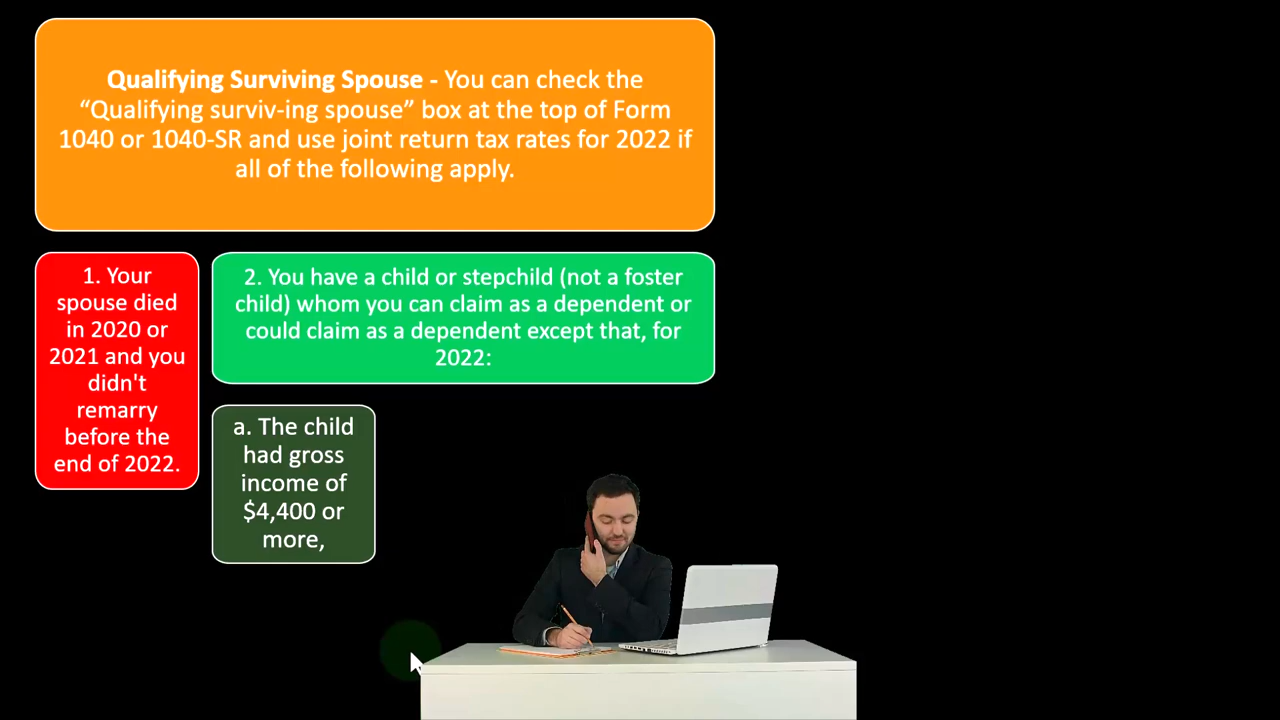 Qualifying Surviving Spouse - You can check the
“Qualifying surviv-ing spouse” box at the top of Form
1040 or 1040-SR and use joint return tax rates for 2022 if
all of the following apply.
1. Your
spouse died
in 2020 or
2021 and you
didn't
remarry
before the
end of 2022.
2. You have a child or stepchild (not a foster
child) whom you can claim as a dependent or
could claim as a dependent except that, for
2022:
a. The child
had gross
income of
$4,400 or
more,